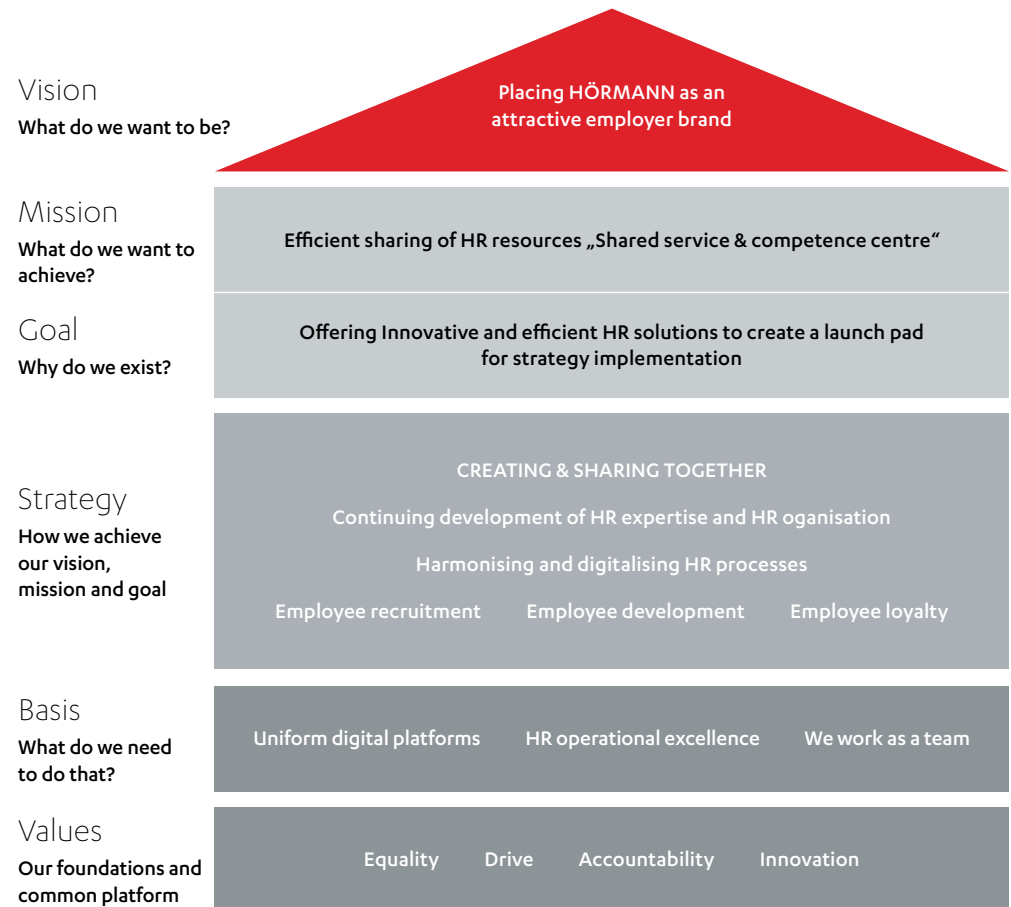 Vision
What do we want to be?
Placing HÖRMANN as an
attractive employer brand
Mission
What do we want to
achieve?
Efficient sharing of HR resources „Shared service & competence centre“
Goal
Why do we exist?
Offering Innovative and efficient HR solutions to create a launch pad
for strategy implementation
Strategy
How we achieve
our vision,
mission and goal
CREATING & SHARING TOGETHER
Continuing development of HR expertise and HR oganisation
Harmonising and digitalising HR processes
Employee recruitment Employee development Employee loyalty
Basis
What do we need
to do that?
Uniform digital platforms HR operational excellence We work as a team
Values
Our foundations and
common platform
Equality Drive Accountability Innovation